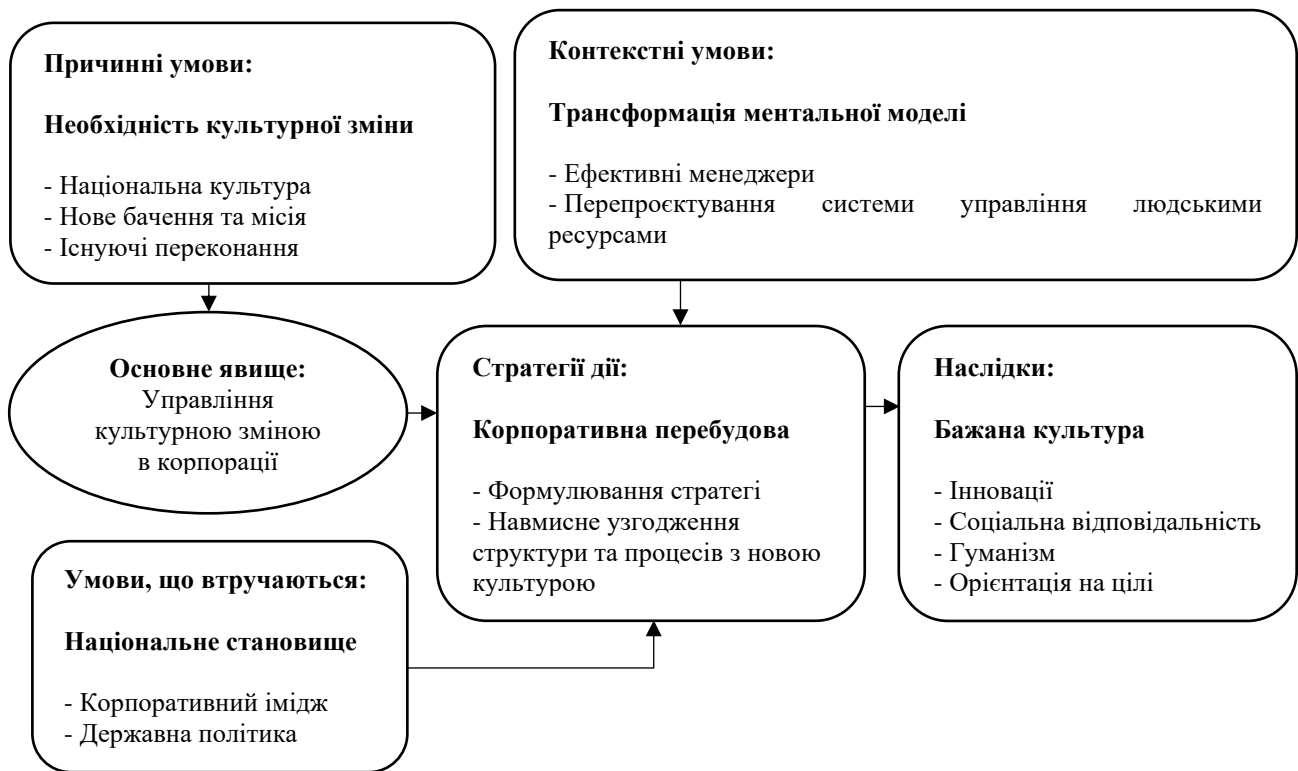 Причинні умови:
Необхідність культурної зміни
- Національна культура
- Нове бачення та місія
- Існуючі переконання
Контекстні умови:
Трансформація ментальної моделі
- Ефективні менеджери
- Перепроєктування системи управління людськими
ресурсами
Основне явище:
Управління
культурною зміною
в корпорації
Стратегії дії:
Корпоративна перебудова
- Формулювання стратегі
- Навмисне узгодження
структури та процесів з новою
культурою
Наслідки:
Бажана культура
- Інновації
- Соціальна відповідальність
- Гуманізм
- Орієнтація на цілі
Умови, що втручаються:
Національне становище
- Корпоративний імідж
- Державна політика